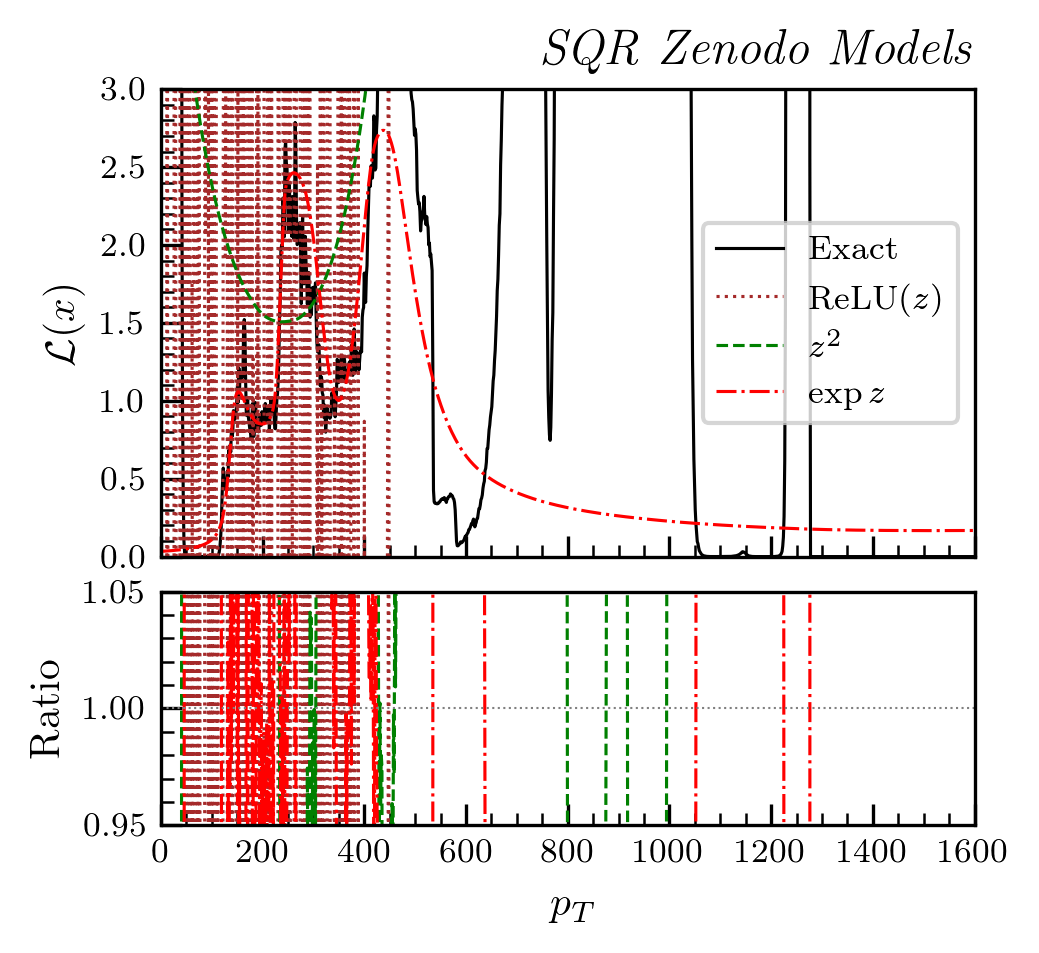 SQR Zenodo Models
3.0
2.5
2.0
1.5
1.0
0.5
0.0
ℒ(x)
Exact
ReLU(z)
z²
exp z
1.05
1.00
0.95
Ratio
0 200 400 600 800 1000 1200 1400 1600
p_T